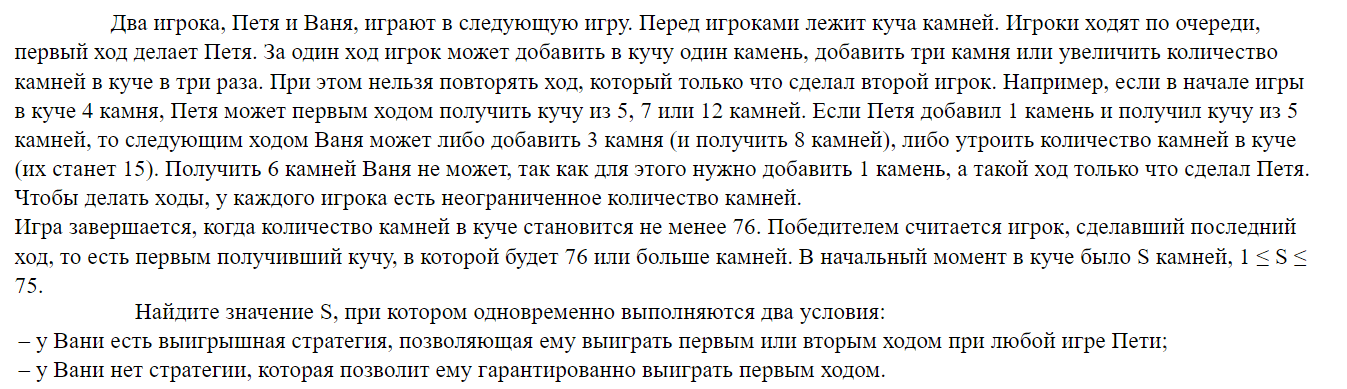 Два игрока, Петя и Ваня, играют в следующую игру. Перед игроками лежит куча камней. Игроки ходят по очереди,
первый ход делает Петя. За один ход игрок может добавить в кучу один камень, добавить три камня или увеличить количество
камней в куче в три раза. При этом нельзя повторять ход, который только что сделал второй игрок. Например, если в начале игры
в куче 4 камня, Петя может первым ходом получить кучу из 5, 7 или 12 камней. Если Петя добавил 1 камень и получил кучу из 5
камней, то следующим ходом Ваня может либо добавить 3 камня (и получить 8 камней), либо утроить количество камней в куче
(их станет 15). Получить 6 камней Ваня не может, так как для этого нужно добавить 1 камень, а такой ход только что сделал Петя.
Чтобы делать ходы, у каждого игрока есть неограниченное количество камней.
Игра завершается, когда количество камней в куче становится не менее 76. Победителем считается игрок, сделавший последний
ход, то есть первым получивший кучу, в которой будет 76 или больше камней. В начальный момент в куче было S камней, 1 ≤ S ≤
75.
Найдите значение S, при котором одновременно выполняются два условия:
– у Вани есть выигрышная стратегия, позволяющая ему выиграть первым или вторым ходом при любой игре Пети;
– у Вани нет стратегии, которая позволит ему гарантированно выиграть первым ходом.